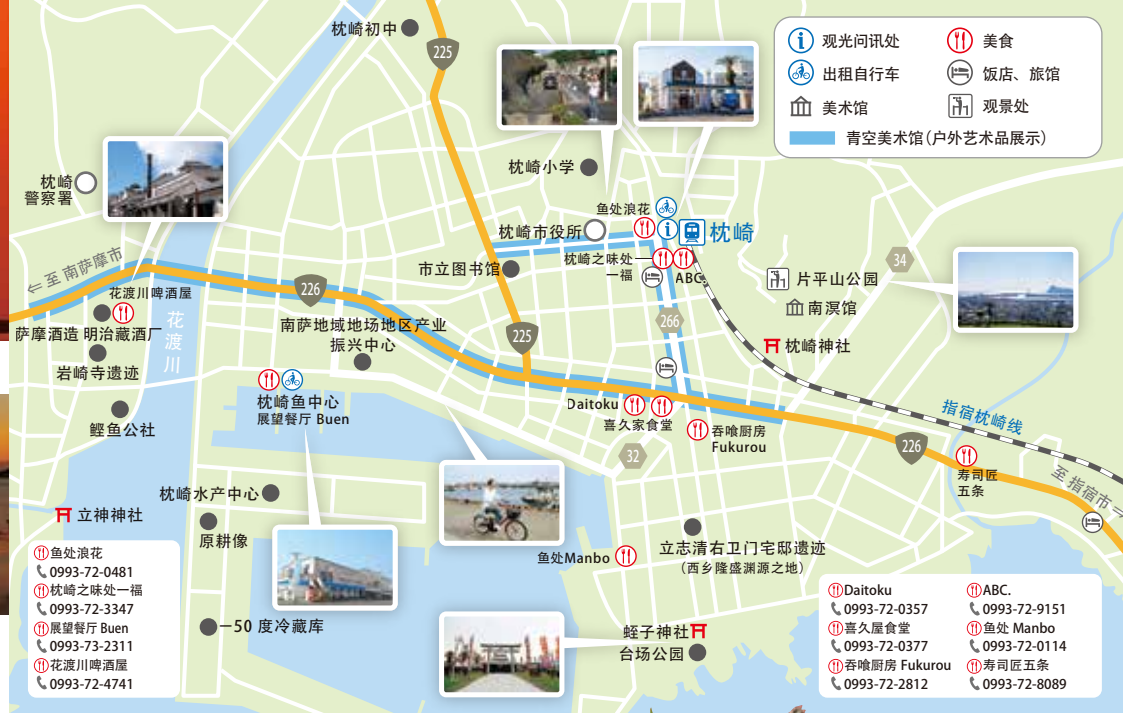 枕崎初中
225
观光问讯处
美食
出租自行车
饭店、旅馆
美术馆
观景处
青空美术馆(户外艺术品展示)
枕崎小学
枕崎
警察署
鱼处浪花
枕崎市役所
枕崎
枕崎之味处
一福
ABC.
市立图书馆
34
片平山公园
南溟馆
← 至 南萨摩市
226
花渡川啤酒屋
花渡川
萨摩酒造 明治藏酒厂
南萨地域地场地区产业
振兴中心
225
266
枕崎神社
岩崎寺遗迹
枕崎鱼中心
展望餐厅 Buen
鲣鱼公社
Daitoku
喜久家食堂
吞喰厨房
Fukurou
指宿枕崎线
226
32
寿司匠
五条
至 指宿市 →
枕崎水产中心
立神神社
原耕像
鱼处Manbo
立志清右卫门宅邸遗迹
(西乡隆盛渊源之地)
-50 度冷藏库
蛭子神社
台场公园
鱼处浪花
0993-72-0481
枕崎之味处一福
0993-72-3347
展望餐厅 Buen
0993-73-2311
花渡川啤酒屋
0993-72-4741
Daitoku
0993-72-0357
喜久屋食堂
0993-72-0377
吞喰厨房 Fukurou
0993-72-2812
ABC.
0993-72-9151
鱼处 Manbo
0993-72-0114
寿司匠五条
0993-72-8089